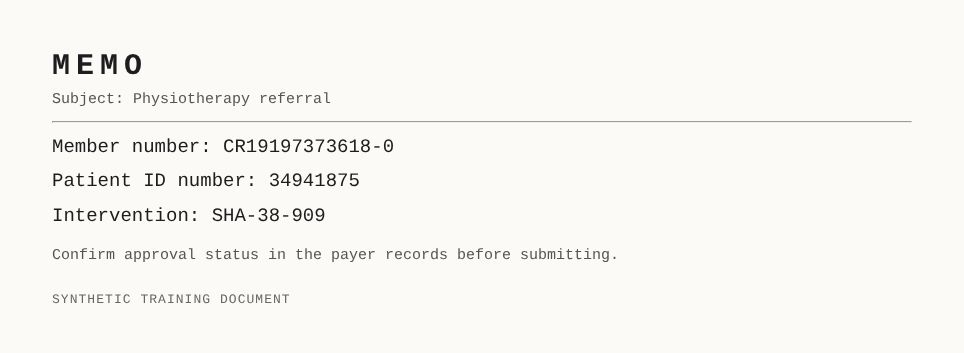 MEMO
Subject: Physiotherapy referral
Member number: CR19197373618-0
Patient ID number: 34941875
Intervention: SHA-38-909
Confirm approval status in the payer records before submitting.
SYNTHETIC TRAINING DOCUMENT